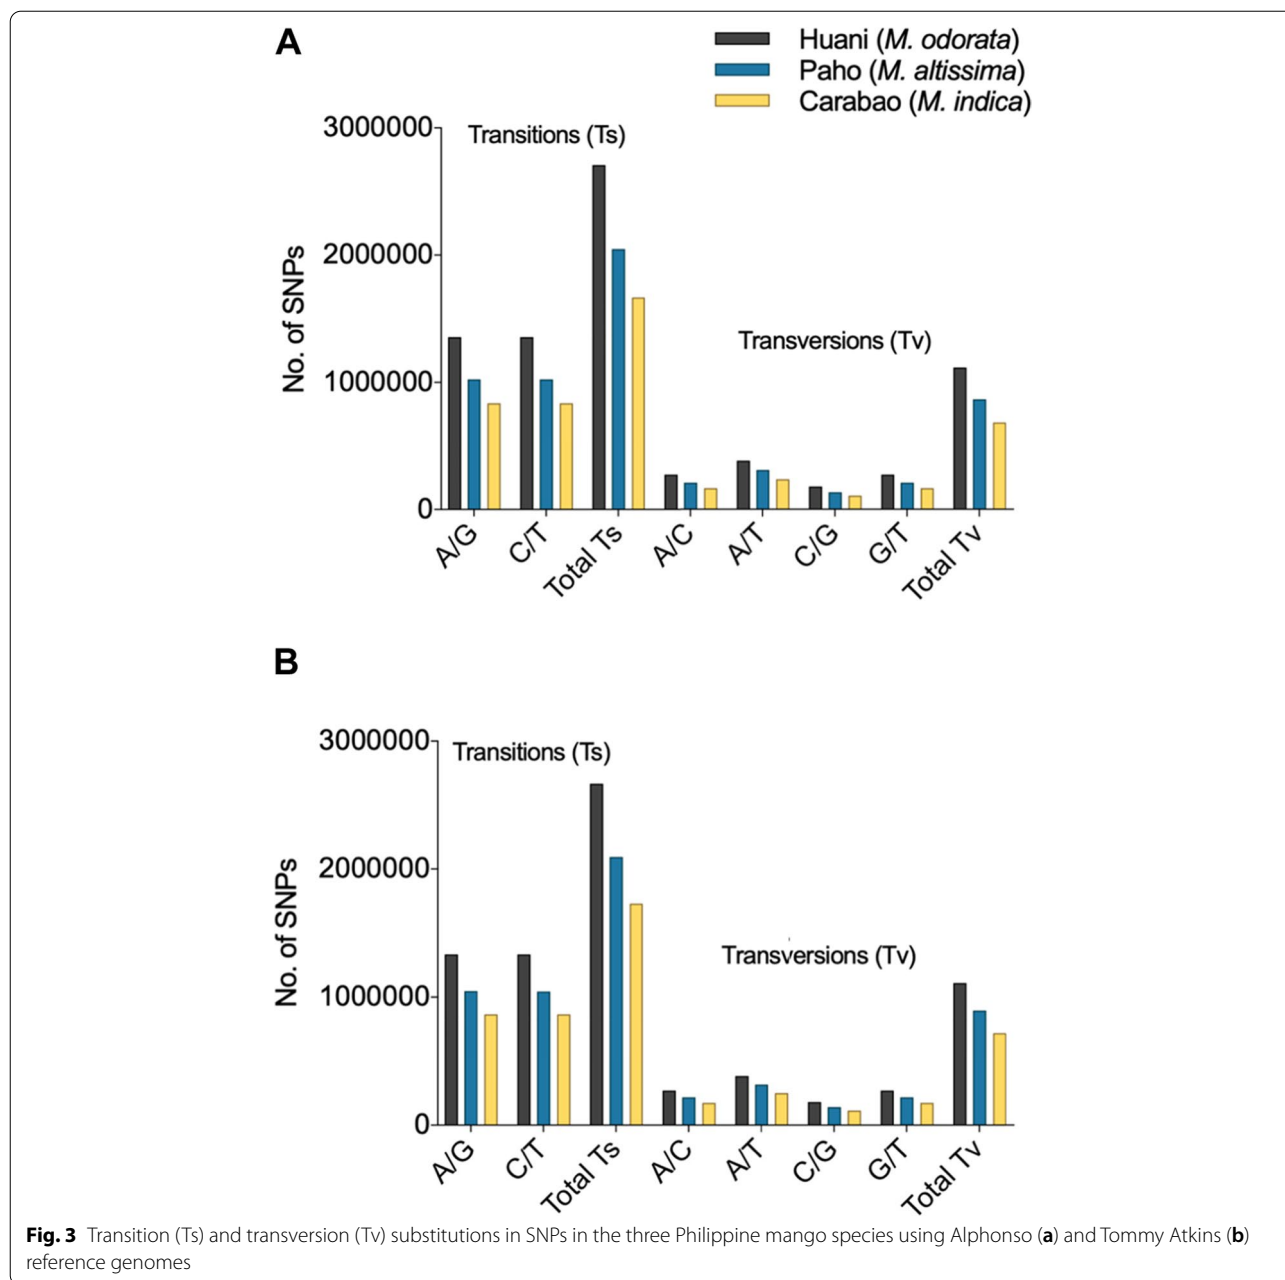 A
Huani (M. odorata)
Paho (M. altissima)
Carabao (M. indica)
3000000
Transitions (Ts)
2000000
No. of SNPs
Transversions (Tv)
1000000
0
A/G
C/T
Total Ts
A/C
A/T
C/G
G/T
Total Tv
B
3000000
Transitions (Ts)
2000000
No. of SNPs
Transversions (Tv)
1000000
0
A/G
C/T
Total Ts
A/C
A/T
C/G
G/T
Total Tv
Fig. 3 Transition (Ts) and transversion (Tv) substitutions in SNPs in the three Philippine mango species using Alphonso (a) and Tommy Atkins (b)
reference genomes